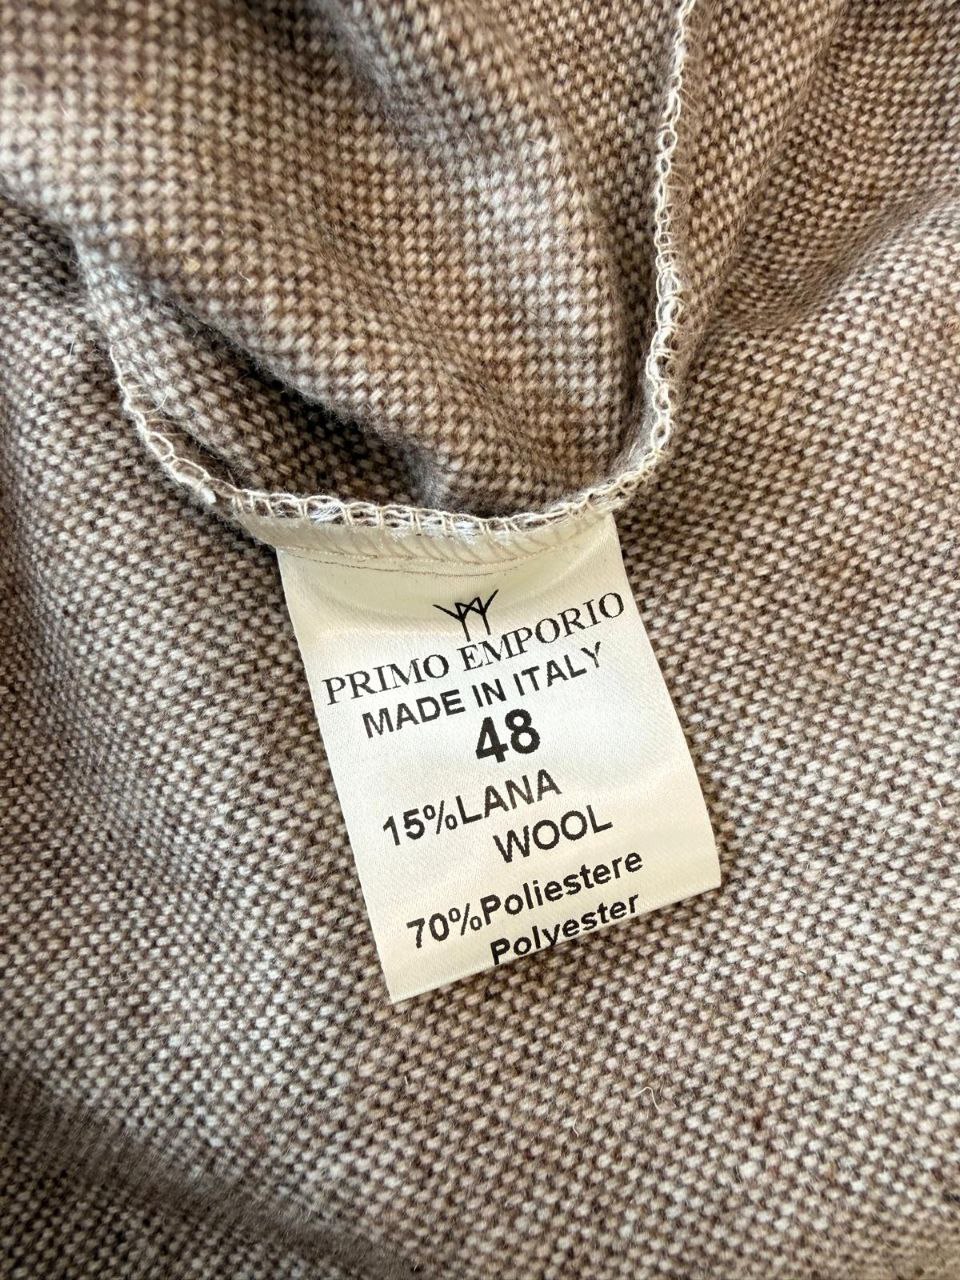 PRIMO EMPORIO
MADE IN ITALY
48
15%LANA
WOOL
70%Poliestere
Polyester